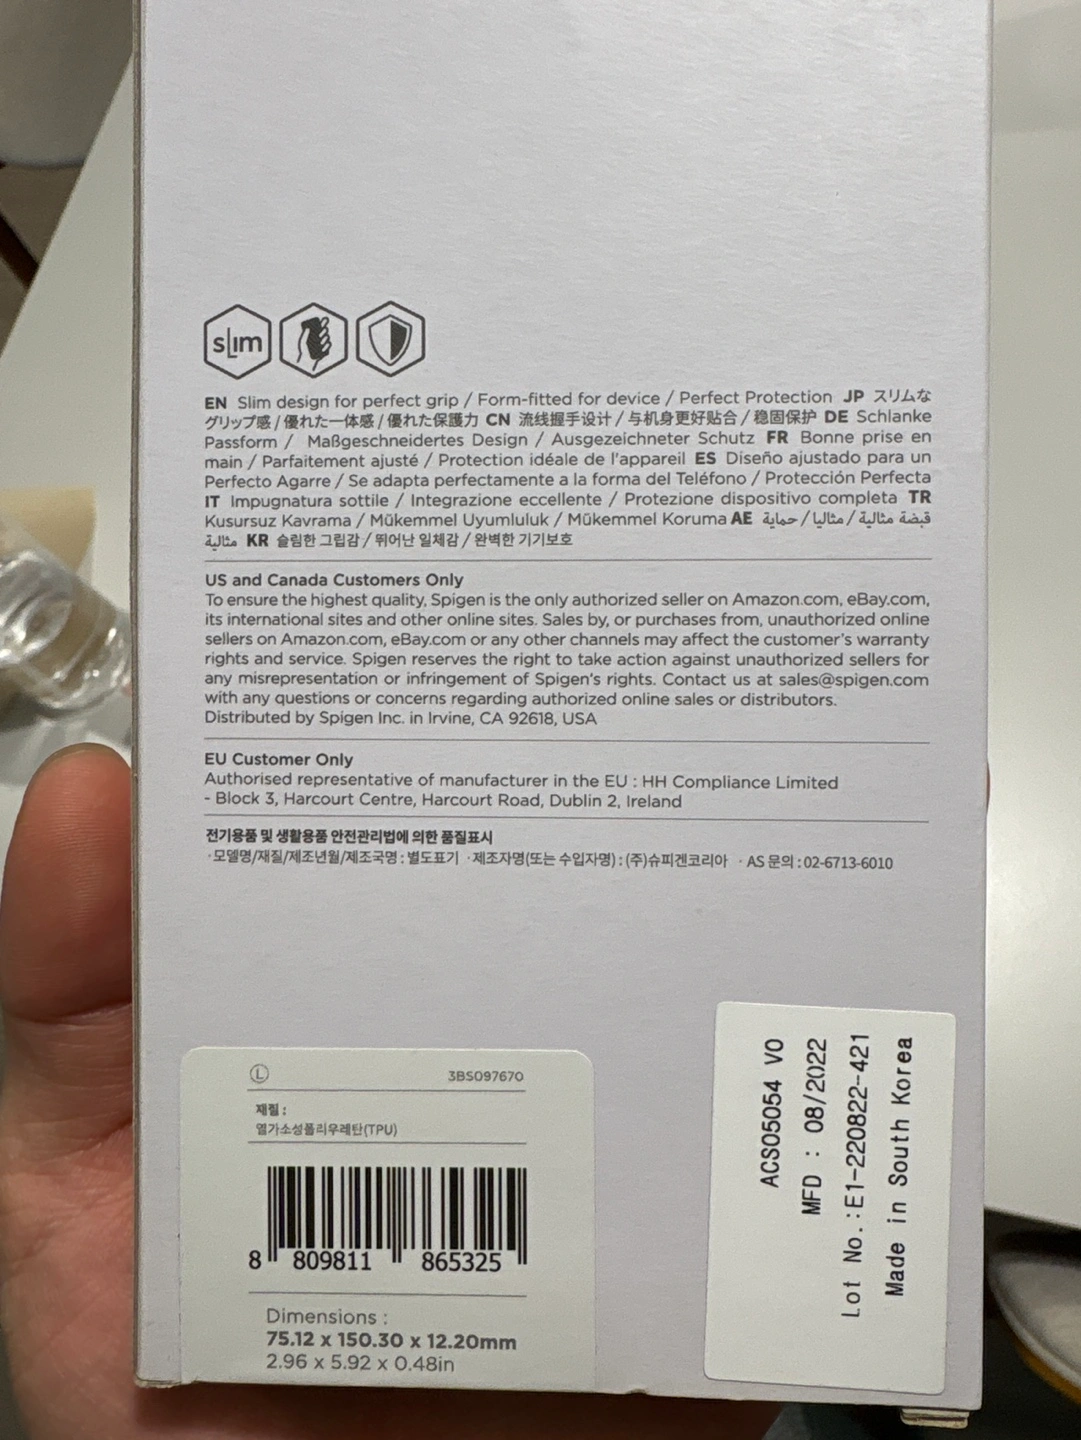 sLim
EN Slim design for perfect grip / Form-fitted for device / Perfect Protection JP スリムな
グリップ感 / 優れた一体感 / 優れた保護力 CN 流线握手设计 / 与机身更好贴合 / 稳固保护 DE Schlanke
Passform / Maßgeschneidertes Design / Ausgezeichneter Schutz FR Bonne prise en
main / Parfaitement ajusté / Protection idéale de l'appareil ES Diseño ajustado para un
Perfecto Agarre / Se adapta perfectamente a la forma del Teléfono / Protección Perfecta
IT Impugnatura sottile / Integrazione eccellente / Protezione dispositivo completa TR
Kusursuz Kavrama / Mükemmel Uyumluluk / Mükemmel Koruma AE قبضة مثالية / مثاليا / حماية
مثالية KR 슬림한 그립감 / 뛰어난 일체감 / 완벽한 기기보호
US and Canada Customers Only
To ensure the highest quality, Spigen is the only authorized seller on Amazon.com, eBay.com,
its international sites and other online sites. Sales by, or purchases from, unauthorized online
sellers on Amazon.com, eBay.com or any other channels may affect the customer's warranty
rights and service. Spigen reserves the right to take action against unauthorized sellers for
any misrepresentation or infringement of Spigen's rights. Contact us at sales@spigen.com
with any questions or concerns regarding authorized online sales or distributors.
Distributed by Spigen Inc. in Irvine, CA 92618, USA
EU Customer Only
Authorised representative of manufacturer in the EU : HH Compliance Limited
- Block 3, Harcourt Centre, Harcourt Road, Dublin 2, Ireland
전기용품 및 생활용품 안전관리법에 의한 품질표시
·모델명/재질/제조년월/제조국명 : 별도표기 ·제조자명(또는 수입자명) : (주)슈피겐코리아 ·AS 문의 : 02-6713-6010
L 3BS097670
재질 :
열가소성폴리우레탄(TPU)
8 809811 865325
Dimensions :
75.12 x 150.30 x 12.20mm
2.96 x 5.92 x 0.48in
ACS05054 V0
MFD : 08/2022
Lot No.:E1-220822-421
Made in South Korea